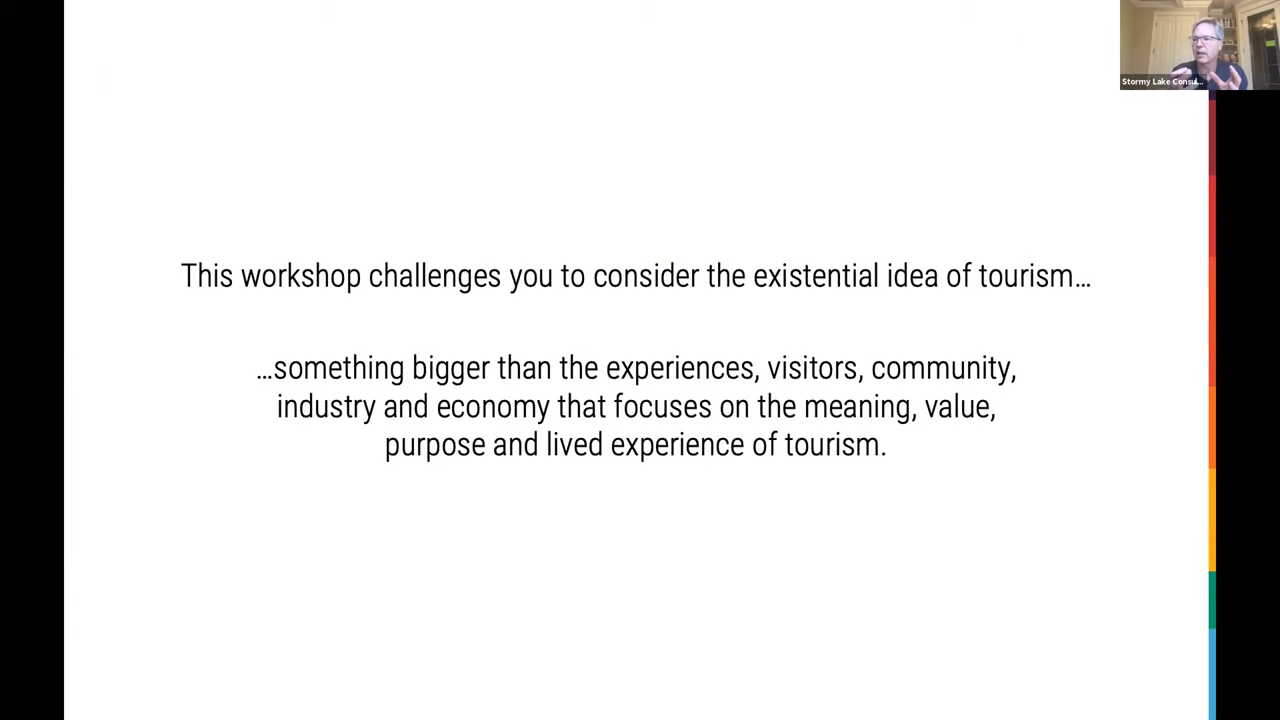 Stormy Lake Consul...
This workshop challenges you to consider the existential idea of tourism…
…something bigger than the experiences, visitors, community,
industry and economy that focuses on the meaning, value,
purpose and lived experience of tourism.